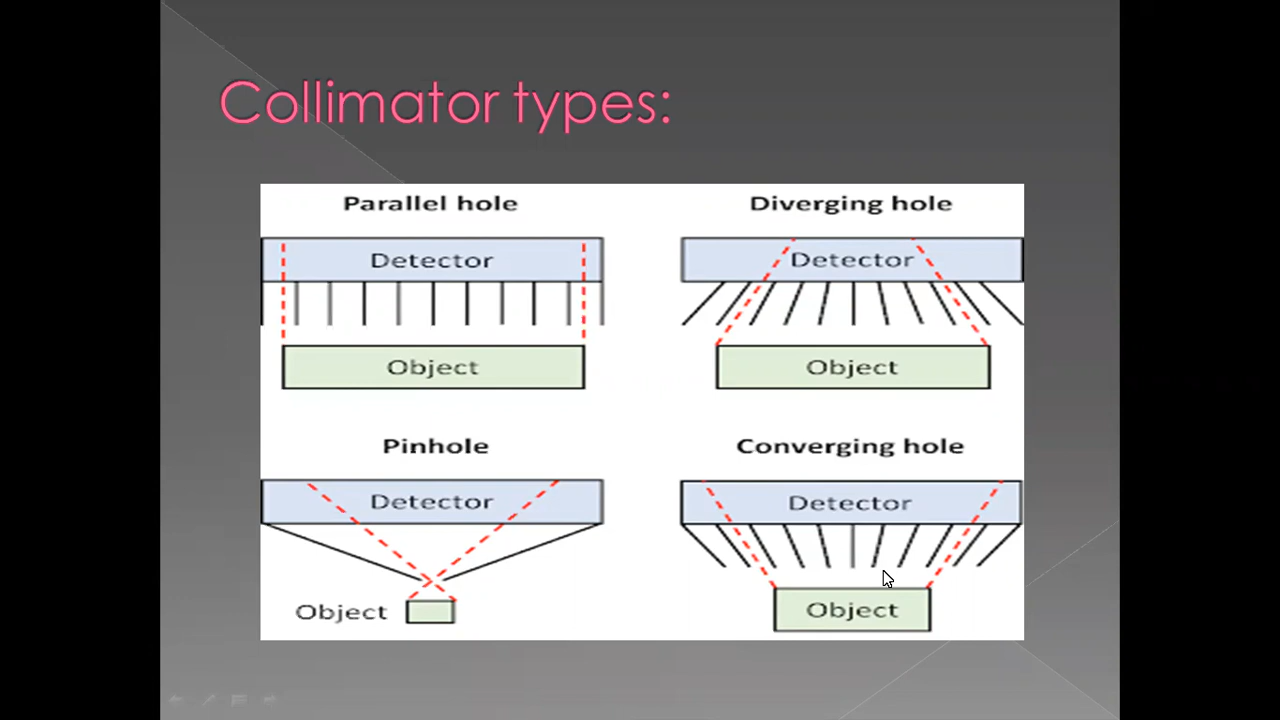 Collimator types:
Parallel hole
Detector
Object
Diverging hole
Detector
Object
Pinhole
Detector
Object
Converging hole
Detector
Object